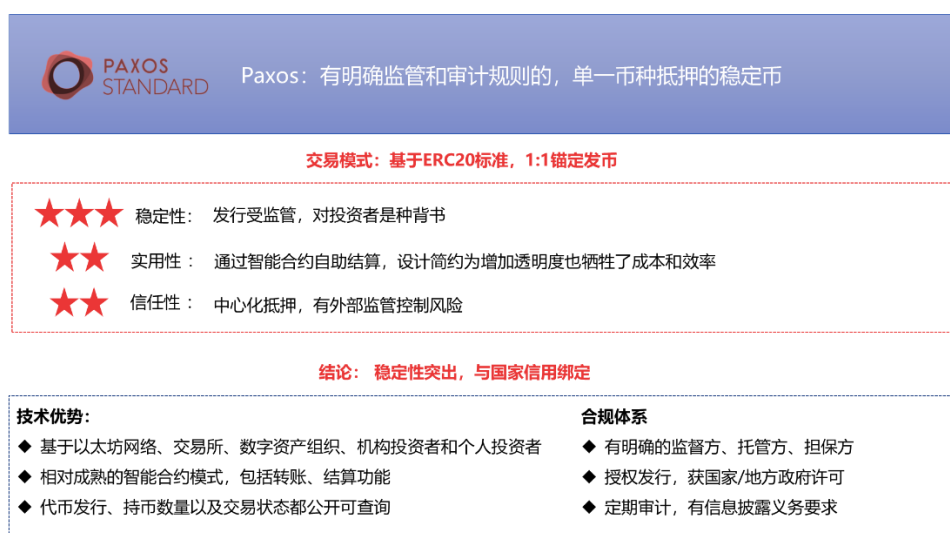 PAXOS
STANDARD
Paxos：有明确监管和审计规则的，单一币种抵押的稳定币
交易模式：基于ERC20标准，1:1锚定发币
稳定性： 发行受监管，对投资者是种背书
实用性： 通过智能合约自助结算，设计简约为增加透明度也牺牲了成本和效率
信任性： 中心化抵押，有外部监管控制风险
结论： 稳定性突出，与国家信用绑定
技术优势：
◆ 基于以太坊网络、交易所、数字资产组织、机构投资者和个人投资者
◆ 相对成熟的智能合约模式，包括转账、结算功能
◆ 代币发行、持币数量以及交易状态都公开可查询
合规体系
◆ 有明确的监督方、托管方、担保方
◆ 授权发行，获国家/地方政府许可
◆ 定期审计，有信息披露义务要求